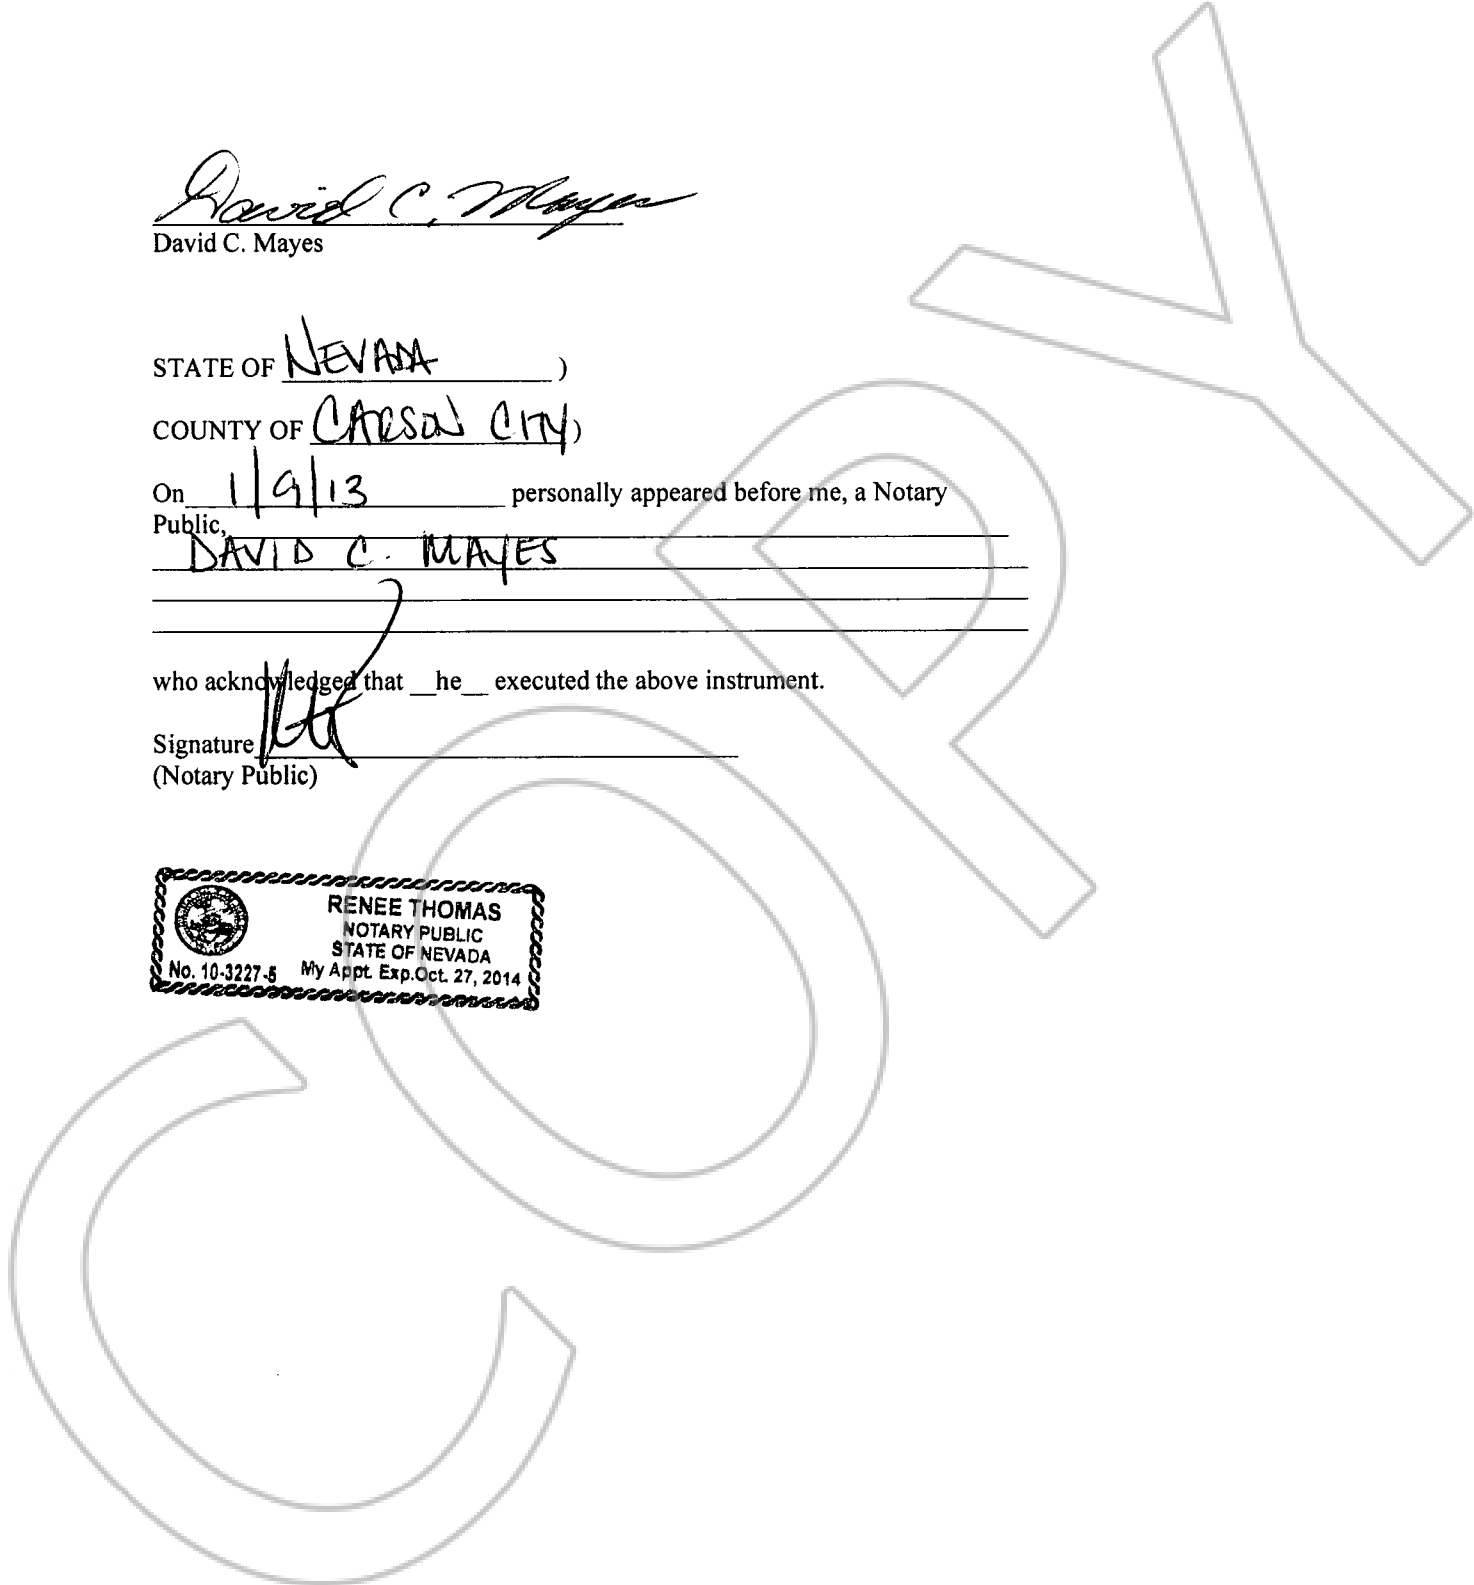 David C. Mayes
David C. Mayes
STATE OF NEVADA )
COUNTY OF CARSON CITY )
On 1/9/13 personally appeared before me, a Notary
Public,
DAVID C. MAYES
who acknowledged that __he__ executed the above instrument.
Signature
(Notary Public)
RENEE THOMAS
NOTARY PUBLIC
STATE OF NEVADA
No. 10-3227-5 My Appt. Exp. Oct. 27, 2014
COPY